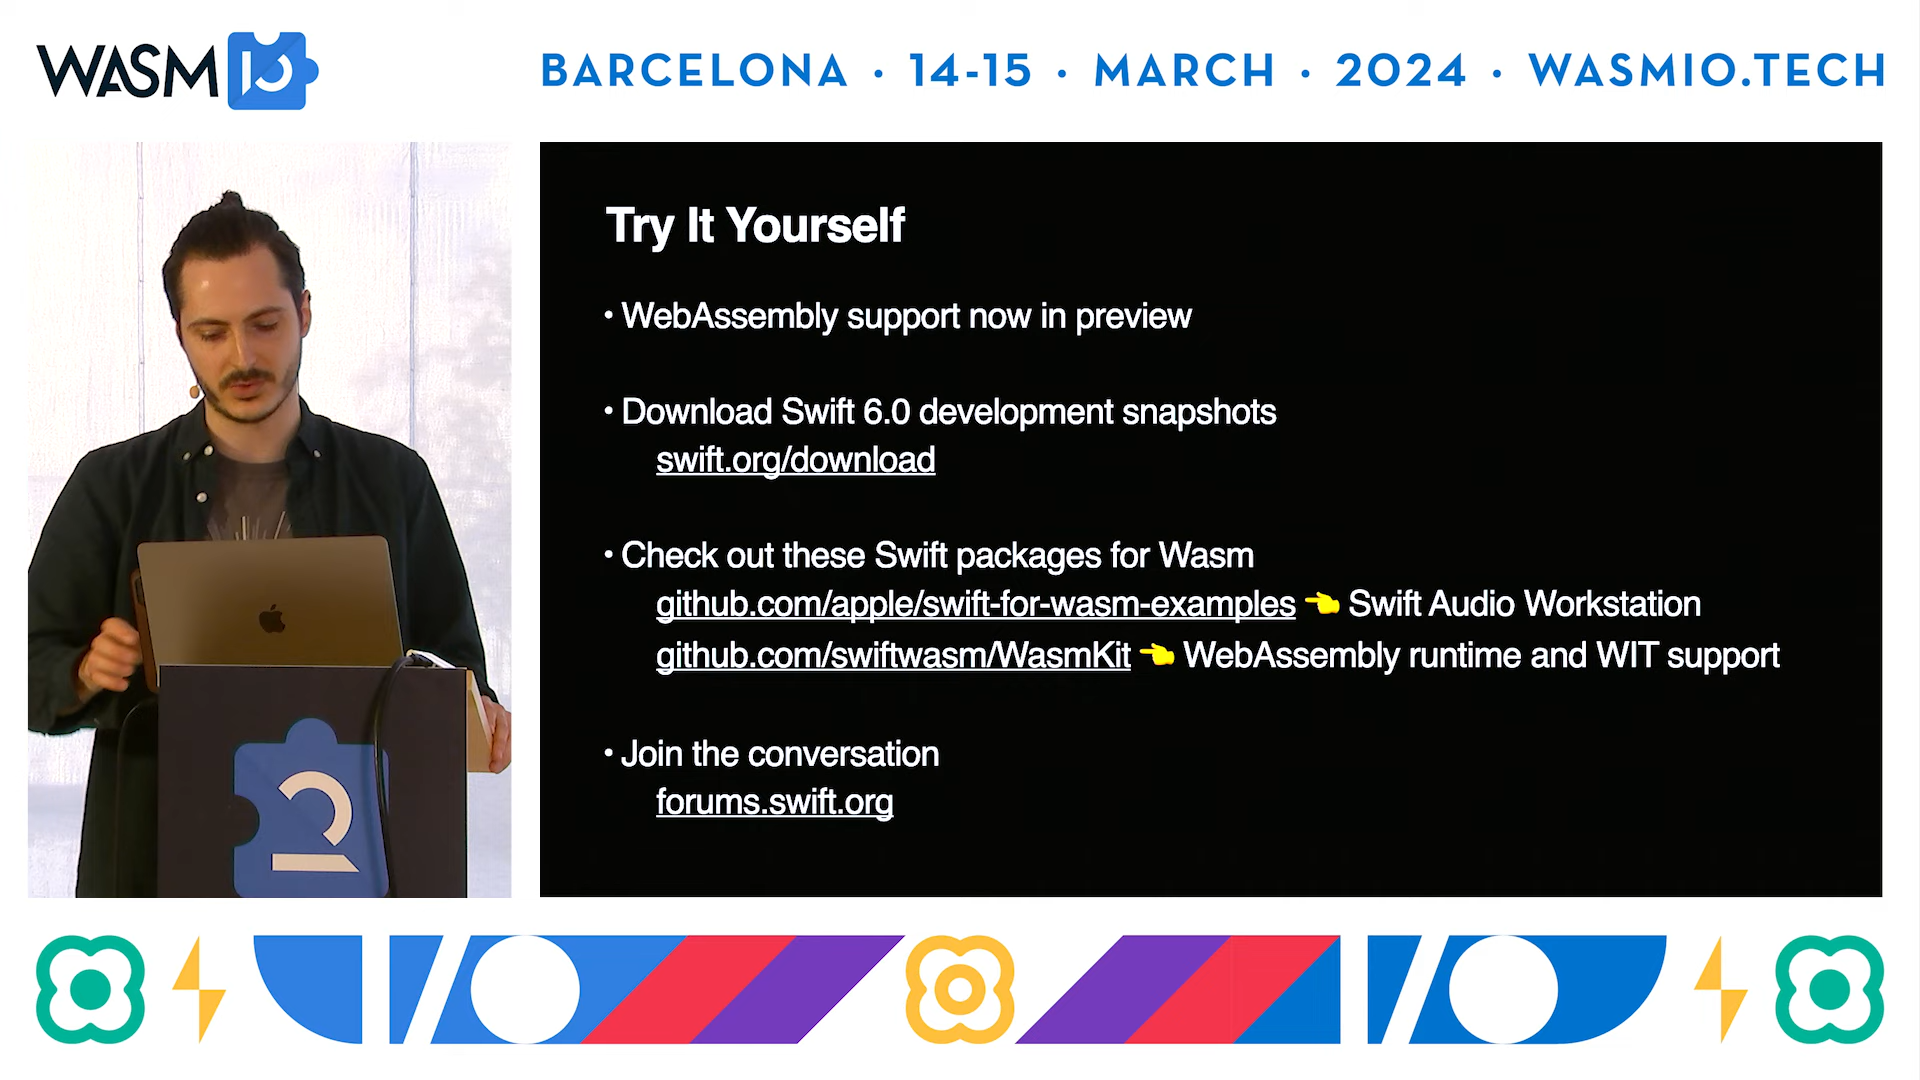 WASM IO
BARCELONA · 14-15 · MARCH · 2024 · WASMIO.TECH
Try It Yourself
• WebAssembly support now in preview
• Download Swift 6.0 development snapshots
swift.org/download
• Check out these Swift packages for Wasm
github.com/apple/swift-for-wasm-examples 👈 Swift Audio Workstation
github.com/swiftwasm/WasmKit 👈 WebAssembly runtime and WIT support
• Join the conversation
forums.swift.org